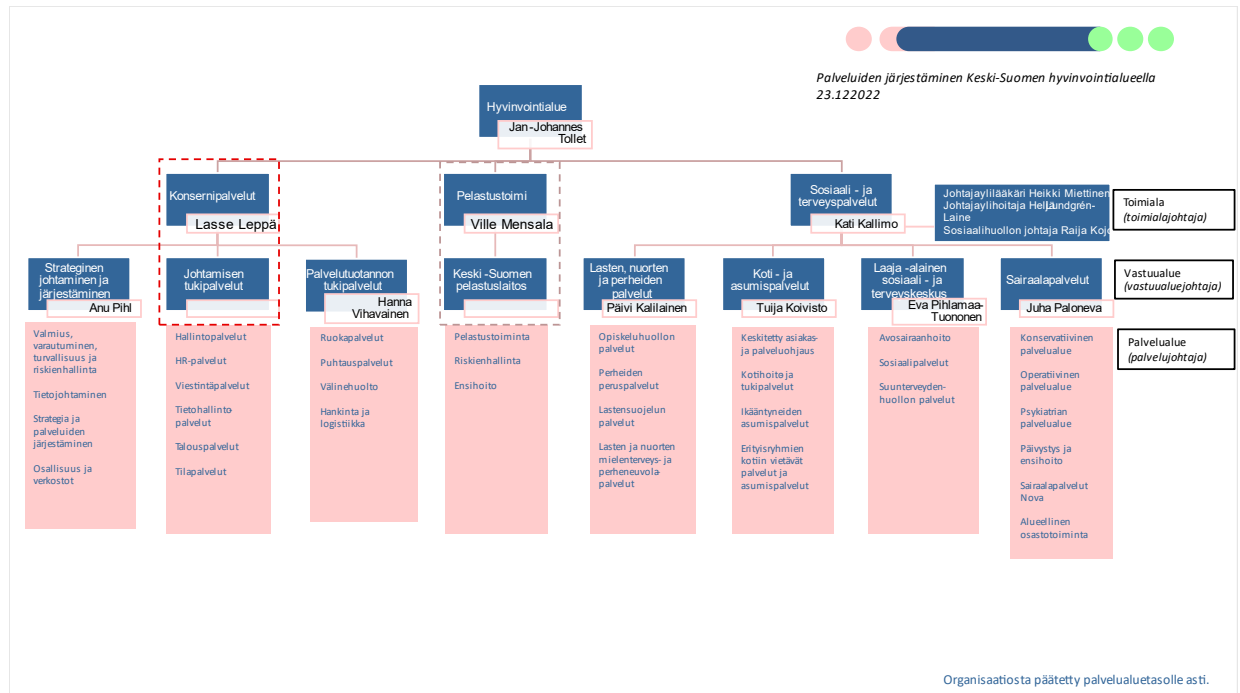 Palveluiden järjestäminen Keski-Suomen hyvinvointialueella
23.122022
Hyvinvointialue
Jan-Johannes
Tollet
Konsernipalvelut
Lasse Leppä
Pelastustoimi
Ville Mensala
Sosiaali - ja
terveyspalvelut
Kati Kallimo
Johtajaylilääkäri Heikki Miettinen
Johtajaylihoitaja Heljä Lundgrén-
Laine
Sosiaalihuollon johtaja Raija Kojo
Toimiala
(toimialajohtaja)
Strateginen
johtaminen ja
järjestäminen
Anu Pihl
Johtamisen
tukipalvelut
Palvelutuotannon
tukipalvelut
Hanna
Vihavainen
Keski -Suomen
pelastuslaitos
Lasten, nuorten
ja perheiden
palvelut
Päivi Kalilainen
Koti - ja
asumispalvelut
Tuija Koivisto
Laaja -alainen
sosiaali - ja
terveyskeskus
Eva Pihlamaa-
Tuononen
Sairaalapalvelut
Juha Paloneva
Vastuualue
(vastuualuejohtaja)
Valmius,
varautuminen,
turvallisuus ja
riskienhallinta
Tietojohtaminen
Strategia ja
palveluiden
järjestäminen
Osallisuus ja
verkostot
Hallintopalvelut
HR-palvelut
Viestintäpalvelut
Tietohallinto-
palvelut
Talouspalvelut
Tilapalvelut
Ruokapalvelut
Puhtauspalvelut
Välinehuolto
Hankinta ja
logistiikka
Pelastustoiminta
Riskienhallinta
Ensihoito
Opiskeluhuollon
palvelut
Perheiden
peruspalvelut
Lastensuojelun
palvelut
Lasten ja nuorten
mielenterveys- ja
perheneuvola-
palvelut
Keskitetty asiakas-
ja palveluohjaus
Kotihoito- ja
tukipalvelut
Ikääntyneiden
asumispalvelut
Erityisryhmien
kotiin vietävät
palvelut ja
asumispalvelut
Avosairaanhoito
Sosiaalipalvelut
Suunterveyden-
huollon palvelut
Konservatiivinen
palvelualue
Operatiivinen
palvelualue
Psykiatrian
palvelualue
Päivystys ja
ensihoito
Sairaalapalvelut
Nova
Alueellinen
osastotoiminta
Palvelualue
(palvelujohtaja)
Organisaatiosta päätetty palvelualuetasolle asti.